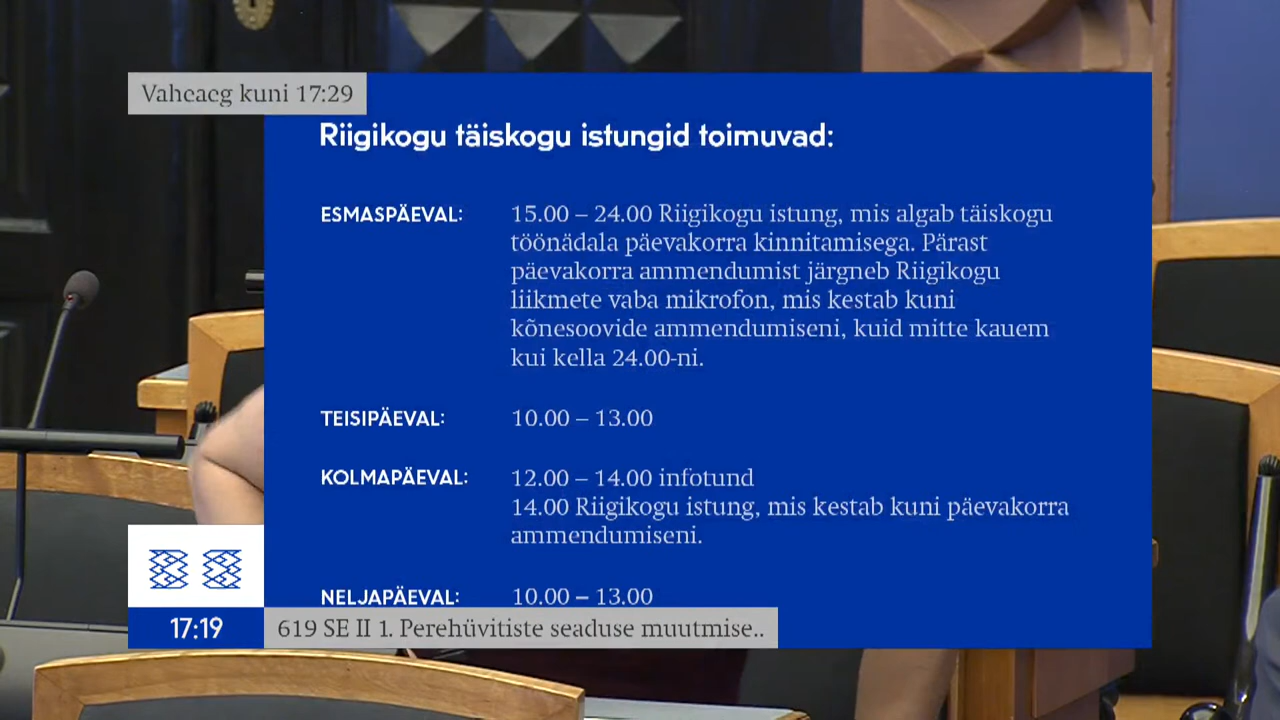 Vaheaeg kuni 17:29
Riigikogu täiskogu istungid toimuvad:
ESMASPÄEVAL: 15.00 – 24.00 Riigikogu istung, mis algab täiskogu
töönädala päevakorra kinnitamisega. Pärast
päevakorra ammendumist järgneb Riigikogu
liikmete vaba mikrofon, mis kestab kuni
kõnesoovide ammendumiseni, kuid mitte kauem
kui kella 24.00-ni.
TEISIPÄEVAL: 10.00 – 13.00
KOLMAPÄEVAL: 12.00 – 14.00 infotund
14.00 Riigikogu istung, mis kestab kuni päevakorra
ammendumiseni.
NELJAPÄEVAL: 10.00 – 13.00
17:19 619 SE II 1. Perehüvitiste seaduse muutmise..